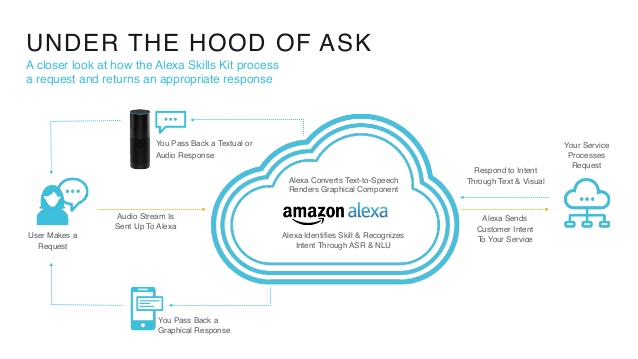 UNDER THE HOOD OF ASK
A closer look at how the Alexa Skills Kit process
a request and returns an appropriate response
You Pass Back a Textual or
Audio Response
User Makes a
Request
Audio Stream Is
Sent Up To Alexa
Alexa Converts Text-to-Speech
Renders Graphical Component
amazon alexa
Alexa Identifies Skill & Recognizes
Intent Through ASR & NLU
Respond to Intent
Through Text & Visual
Alexa Sends
Customer Intent
To Your Service
Your Service
Processes
Request
You Pass Back a
Graphical Response